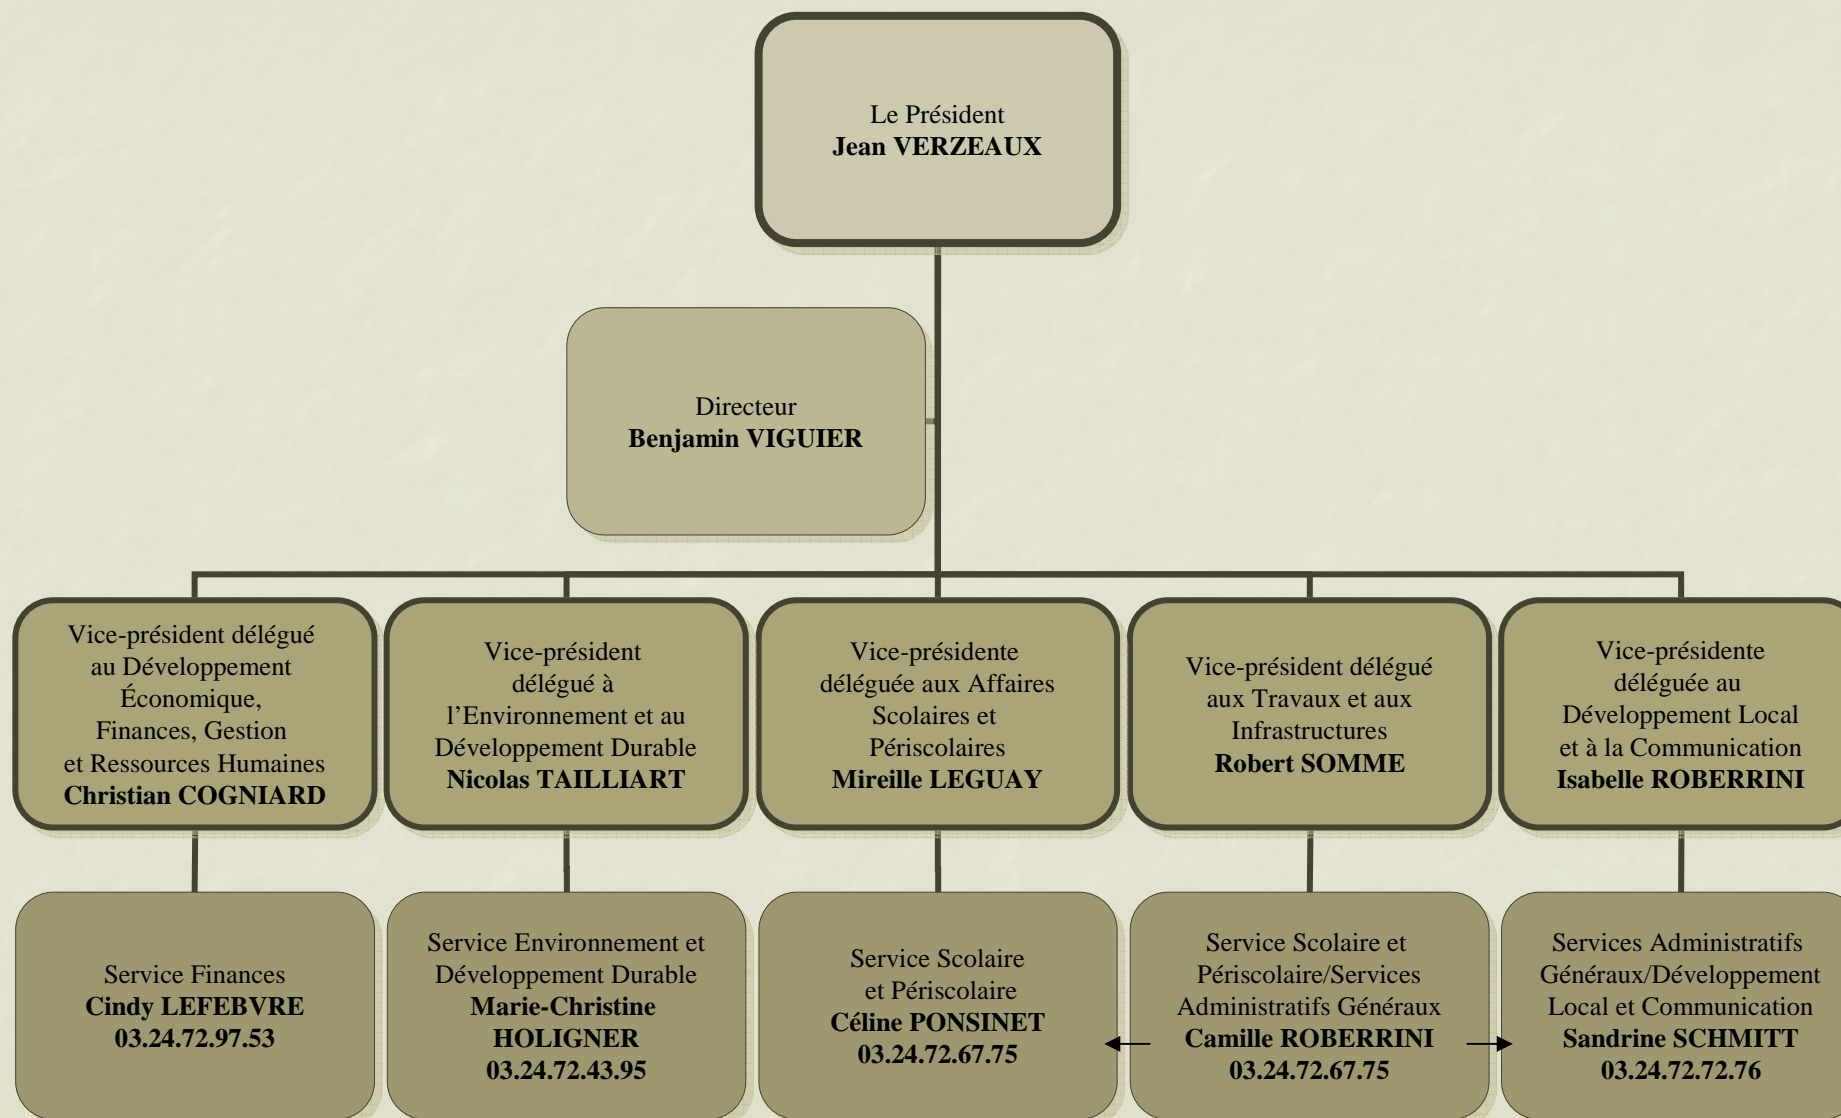 Le Président
Jean VERZEAUX
Directeur
Benjamin VIGUIER
Vice-président délégué
au Développement
Économique,
Finances, Gestion
et Ressources Humaines
Christian COGNIARD
Vice-président
délégué à
l’Environnement et au
Développement Durable
Nicolas TAILLIART
Vice-présidente
déléguée aux Affaires
Scolaires et
Périscolaires
Mireille LEGUAY
Vice-président délégué
aux Travaux et aux
Infrastructures
Robert SOMME
Vice-présidente
déléguée au
Développement Local
et à la Communication
Isabelle ROBERRINI
Service Finances
Cindy LEFEBVRE
03.24.72.97.53
Service Environnement et
Développement Durable
Marie-Christine
HOLIGNER
03.24.72.43.95
Service Scolaire
et Périscolaire
Céline PONSINET
03.24.72.67.75
Service Scolaire et
Périscolaire/Services
Administratifs Généraux
Camille ROBERRINI
03.24.72.67.75
Services Administratifs
Généraux/Développement
Local et Communication
Sandrine SCHMITT
03.24.72.72.76